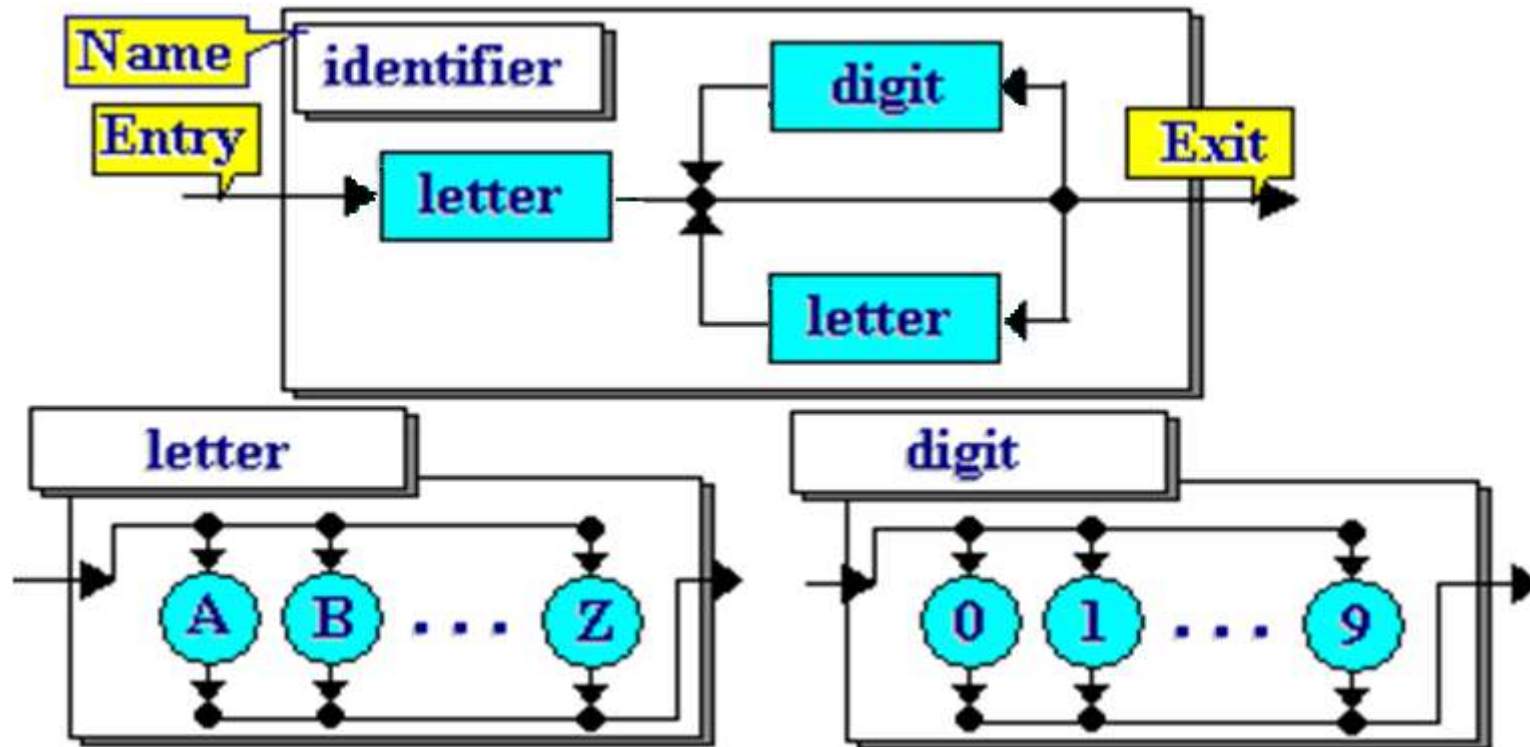 Name
identifier
digit
Entry
Exit
letter
letter
letter
digit
A B . . . Z
0 1 . . . 9